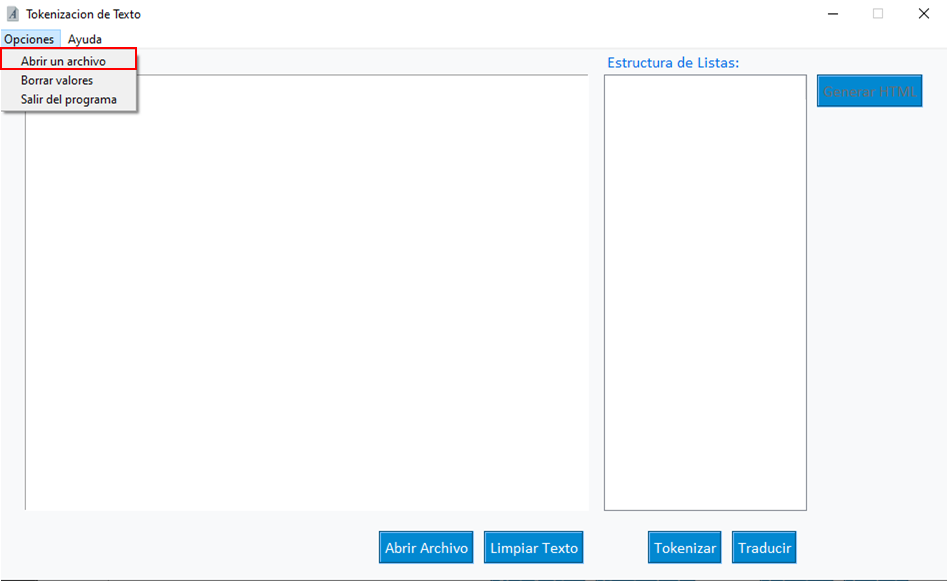 Tokenizacion de Texto
Opciones Ayuda
Abrir un archivo
Borrar valores
Salir del programa
Estructura de Listas:
Generar HTML
Abrir Archivo Limpiar Texto Tokenizar Traducir